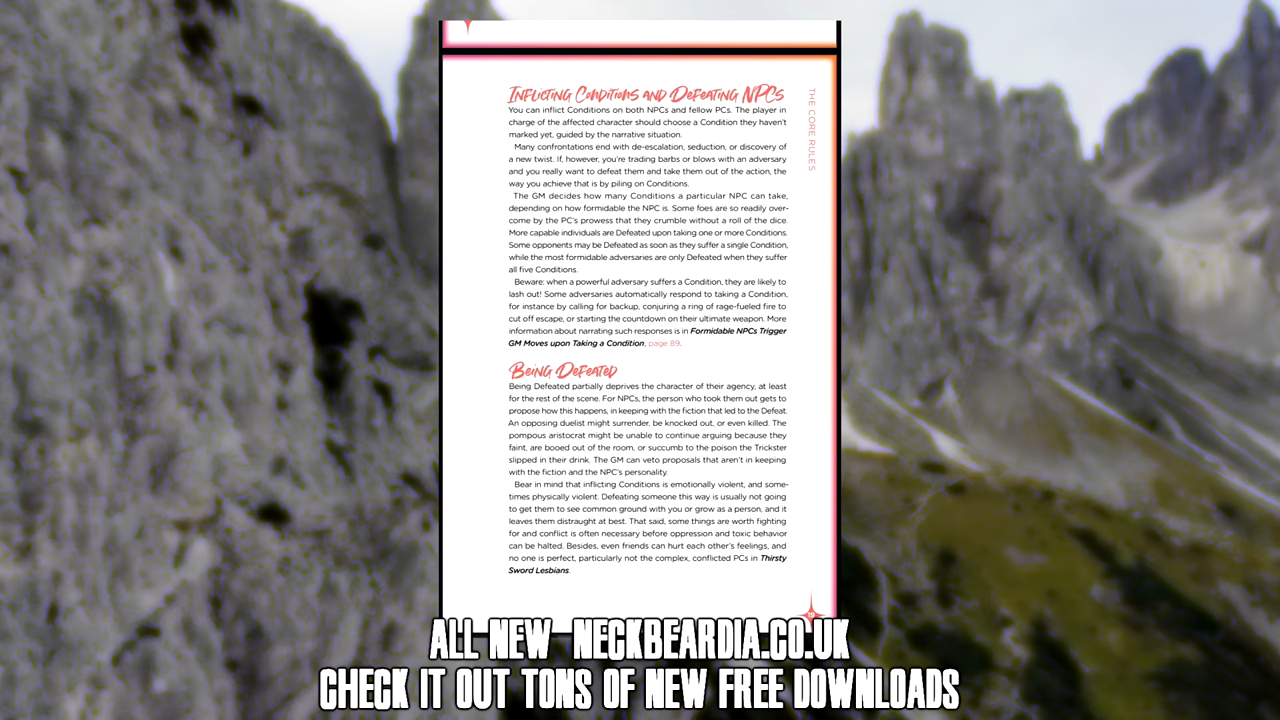 Inflicting Conditions and Defeating NPCs
You can inflict Conditions on both NPCs and fellow PCs. The player in
charge of the affected character should choose a Condition they haven't
marked yet, guided by the narrative situation.
Many confrontations end with de-escalation, seduction, or discovery of
a new twist. If, however, you're trading barbs or blows with an adversary
and you really want to defeat them and take them out of the action, the
way you achieve that is by piling on Conditions.
The GM decides how many Conditions a particular NPC can take,
depending on how formidable the NPC is. Some foes are so readily over-
come by the PC's prowess that they crumble without a roll of the dice.
More capable individuals are Defeated upon taking one or more Conditions.
Some opponents may be Defeated as soon as they suffer a single Condition,
while the most formidable adversaries are only Defeated when they suffer
all five Conditions.
Beware: when a powerful adversary suffers a Condition, they are likely to
lash out! Some adversaries automatically respond to taking a Condition,
for instance by calling for backup, conjuring a ring of rage-fueled fire to
cut off escape, or starting the countdown on their ultimate weapon. More
information about narrating such responses is in Formidable NPCs Trigger
GM Moves upon Taking a Condition, page 89.
Being Defeated
Being Defeated partially deprives the character of their agency, at least
for the rest of the scene. For NPCs, the person who took them out gets to
propose how this happens, in keeping with the fiction that led to the Defeat.
An opposing duelist might surrender, be knocked out, or even killed. The
pompous aristocrat might be unable to continue arguing because they
faint, are booed out of the room, or succumb to the poison the Trickster
slipped in their drink. The GM can veto proposals that aren't in keeping
with the fiction and the NPC's personality.
Bear in mind that inflicting Conditions is emotionally violent, and some-
times physically violent. Defeating someone this way is usually not going
to get them to see common ground with you or grow as a person, and it
leaves them distraught at best. That said, some things are worth fighting
for and conflict is often necessary before oppression and toxic behavior
can be halted. Besides, even friends can hurt each other's feelings, and
no one is perfect, particularly not the complex, conflicted PCs in Thirsty
Sword Lesbians.
THE CORE RULES
ALL NEW NECKBEARDIA.CO.UK
CHECK IT OUT TONS OF NEW FREE DOWNLOADS